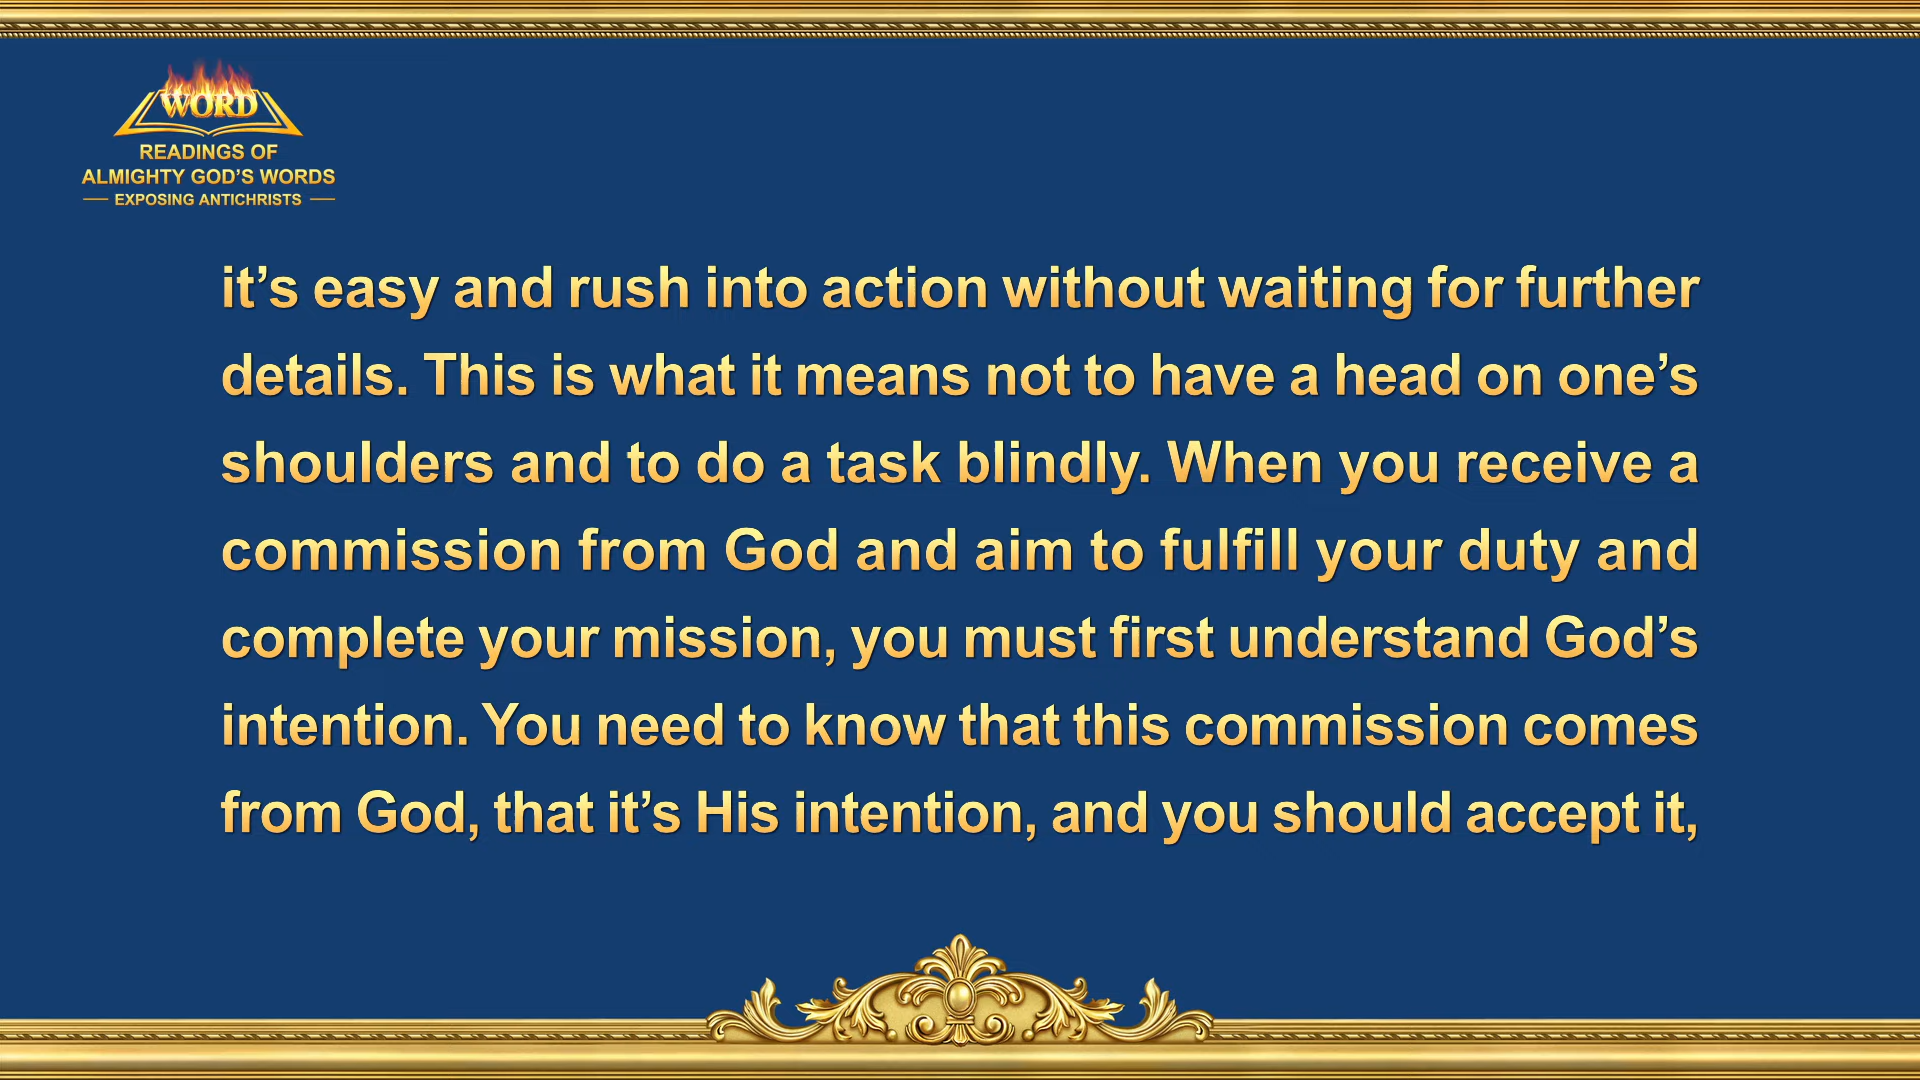 WORD
READINGS OF
ALMIGHTY GOD’S WORDS
EXPOSING ANTICHRISTS
it’s easy and rush into action without waiting for further
details. This is what it means not to have a head on one’s
shoulders and to do a task blindly. When you receive a
commission from God and aim to fulfill your duty and
complete your mission, you must first understand God’s
intention. You need to know that this commission comes
from God, that it’s His intention, and you should accept it,